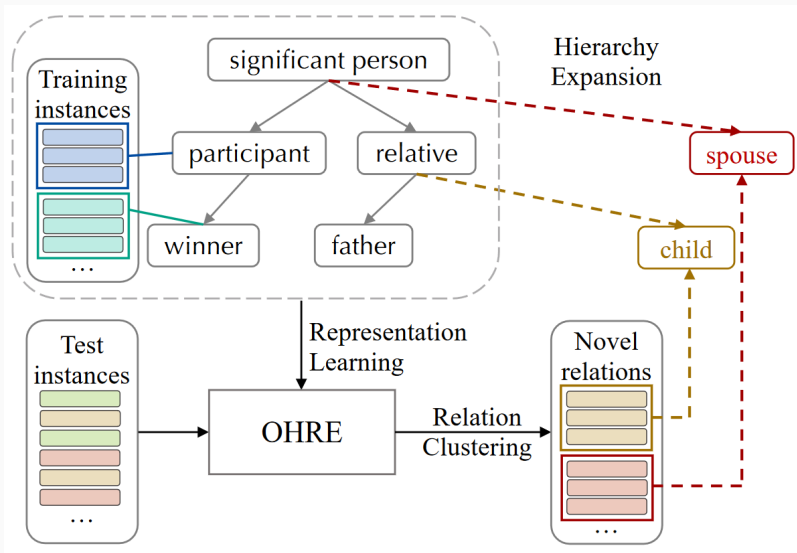 significant person
Hierarchy
Expansion
Training
instances
participant
relative
spouse
winner
father
child
...
Representation
Learning
Test
instances
Novel
relations
OHRE
Relation
Clustering
...
...